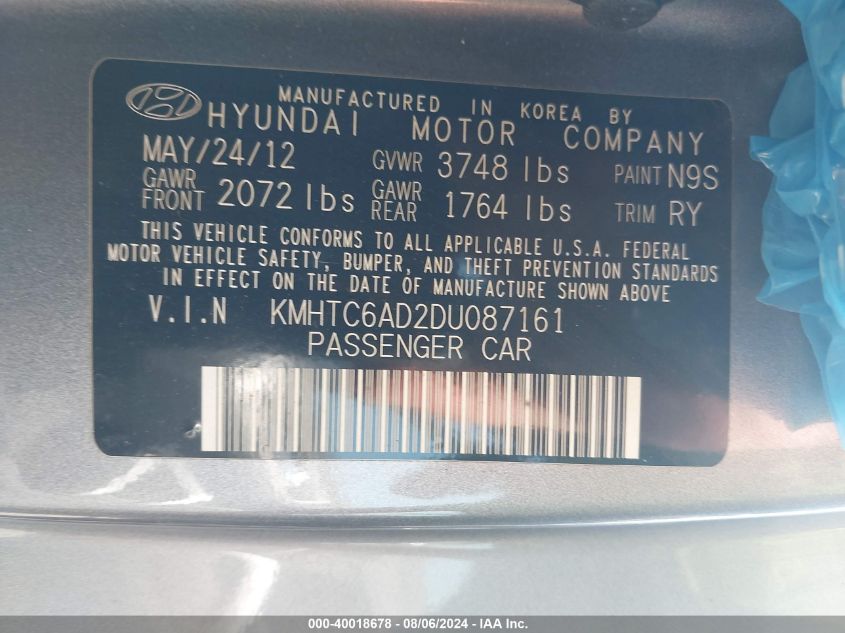 MANUFACTURED IN KOREA BY
HYUNDAI MOTOR COMPANY
MAY/24/12 GVWR 3748 lbs PAINT N9S
GAWR FRONT 2072 lbs GAWR REAR 1764 lbs TRIM RY
THIS VEHICLE CONFORMS TO ALL APPLICABLE U.S.A. FEDERAL
MOTOR VEHICLE SAFETY, BUMPER, AND THEFT PREVENTION STANDARDS
IN EFFECT ON THE DATE OF MANUFACTURE SHOWN ABOVE
V.I.N KMHTC6AD2DU087161
PASSENGER CAR
000-40018678 - 08/06/2024 - IAA Inc.